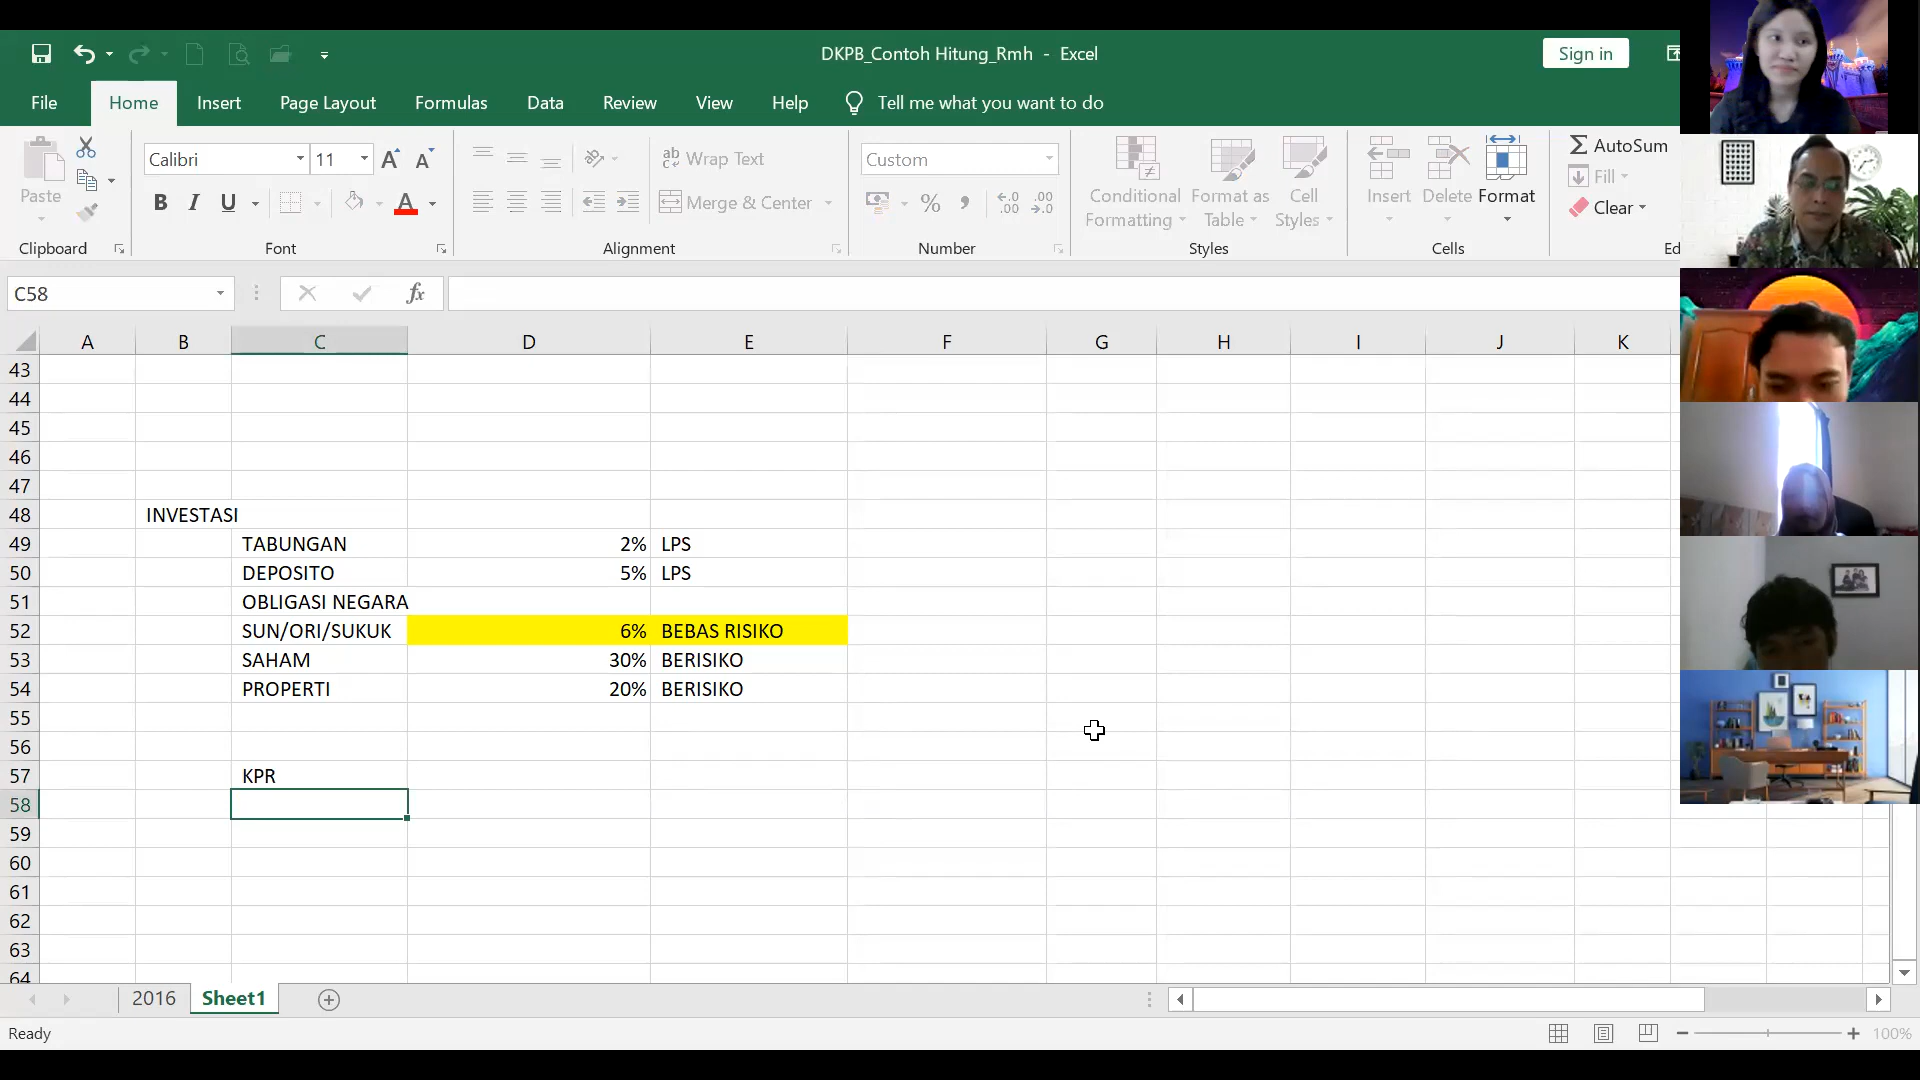 DKPB_Contoh Hitung_Rmh - Excel
Sign in
File Home Insert Page Layout Formulas Data Review View Help Tell me what you want to do
Paste
Clipboard
Calibri 11
B I U A
Font
Wrap Text
Merge & Center
Alignment
Custom
Number
Conditional Formatting
Format as Table
Cell Styles
Styles
Insert Delete Format
Cells
AutoSum
Fill
Clear
Ed
C58
fx
A B C D E F G H I J K
43
44
45
46
47
48 INVESTASI
49 TABUNGAN 2% LPS
50 DEPOSITO 5% LPS
51 OBLIGASI NEGARA
52 SUN/ORI/SUKUK 6% BEBAS RISIKO
53 SAHAM 30% BERISIKO
54 PROPERTI 20% BERISIKO
55
56
57 KPR
58
59
60
61
62
63
64
2016 Sheet1
Ready
100%